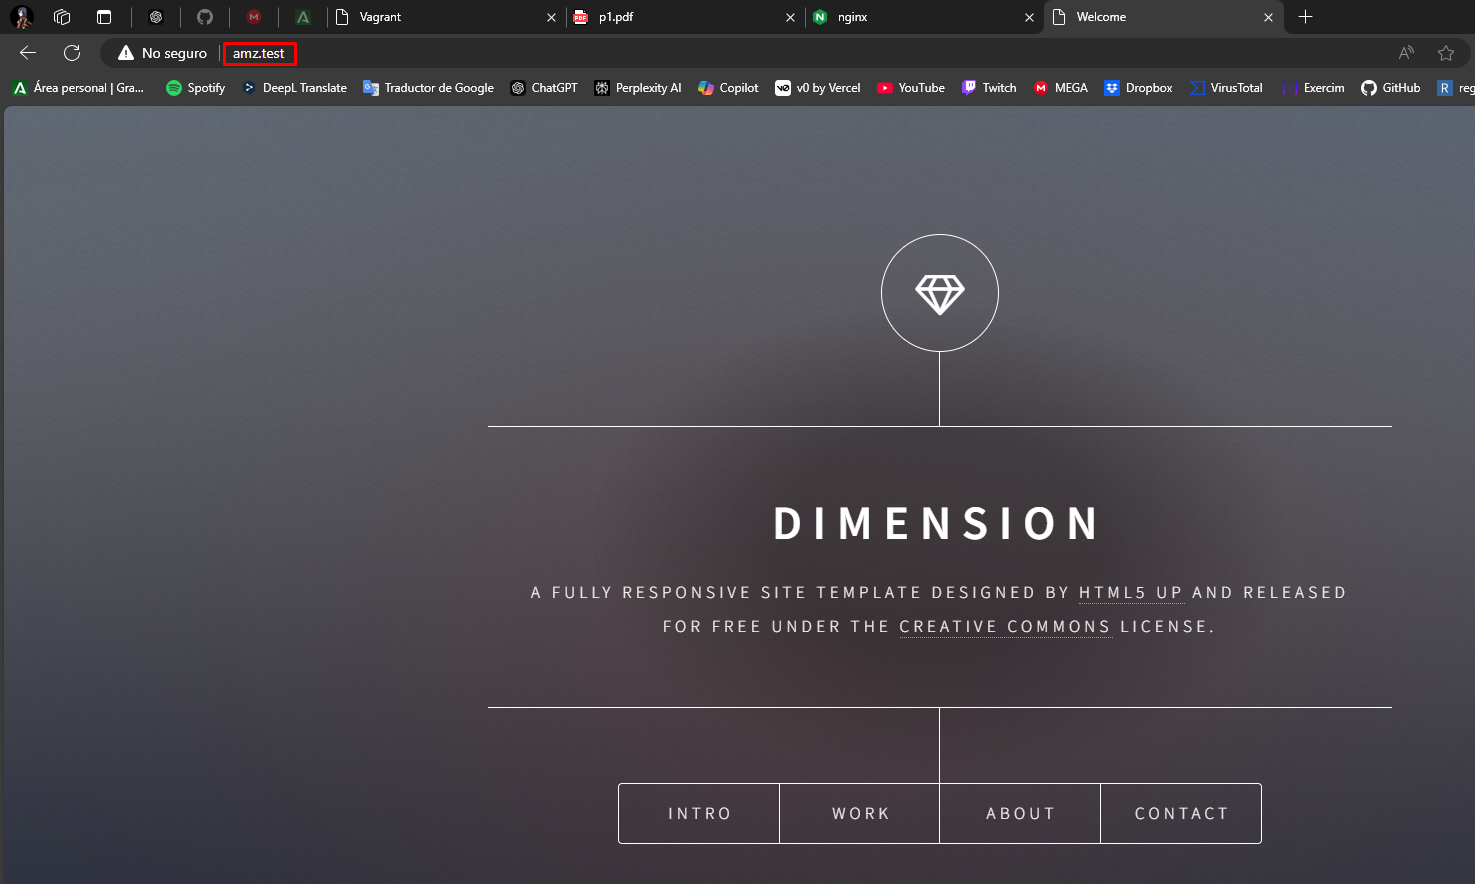 Vagrant
p1.pdf
nginx
Welcome
No seguro
amz.test
Área personal | Gra...
Spotify
DeepL Translate
Traductor de Google
ChatGPT
Perplexity AI
Copilot
v0 by Vercel
YouTube
Twitch
MEGA
Dropbox
VirusTotal
Exercim
GitHub
reg
DIMENSION
A FULLY RESPONSIVE SITE TEMPLATE DESIGNED BY HTML5 UP AND RELEASED
FOR FREE UNDER THE CREATIVE COMMONS LICENSE.
INTRO
WORK
ABOUT
CONTACT